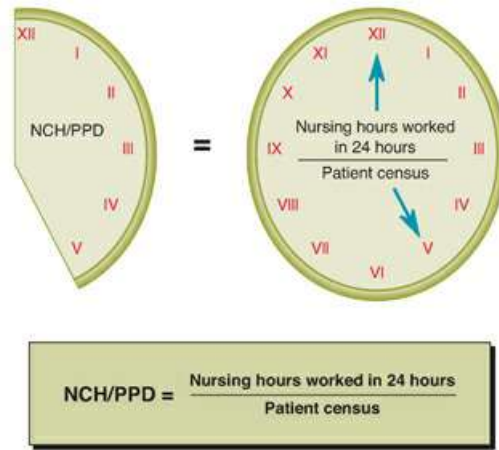 XII
I
II
III
IV
V
NCH/PPD
=
XII
I
II
III
IV
V
VI
VII
VIII
IX
X
XI
Nursing hours worked
in 24 hours
Patient census
NCH/PPD = Nursing hours worked in 24 hours
Patient census